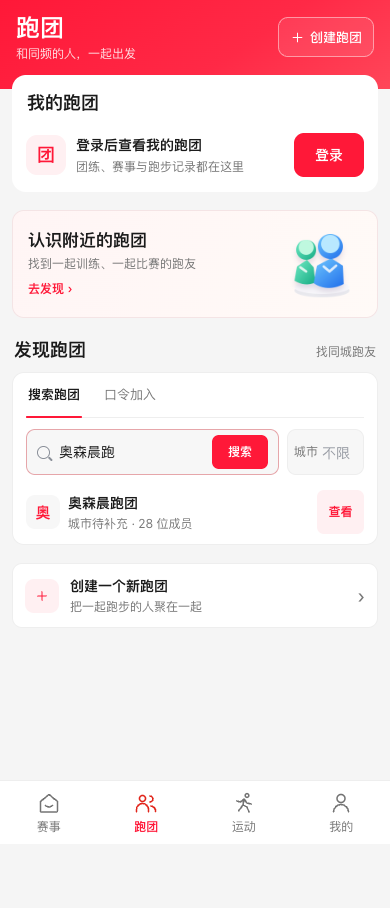 跑团
和同频的人，一起出发
＋ 创建跑团
我的跑团
团
登录后查看我的跑团
团练、赛事与跑步记录都在这里
登录
认识附近的跑团
找到一起训练、一起比赛的跑友
去发现 ›
发现跑团
找同城跑友
搜索跑团
口令加入
奥森晨跑
搜索
城市 不限
奥
奥森晨跑团
城市待补充 · 28 位成员
查看
＋
创建一个新跑团
把一起跑步的人聚在一起
›
赛事
跑团
运动
我的